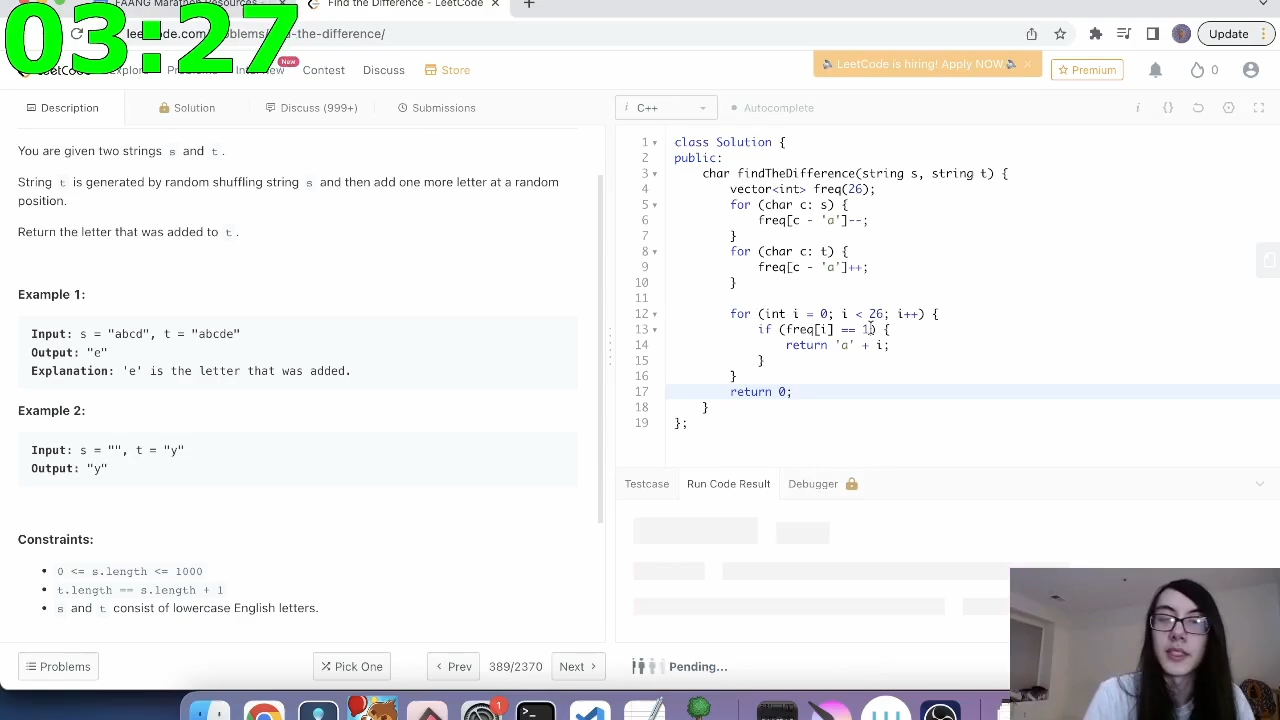 FAANG Marathon Resources
Find the Difference - LeetCode
03:27
/find-the-difference/
Update
LeetCode is hiring! Apply NOW.
New
Contest
Discuss
Store
Premium
0
Description
Solution
Discuss (999+)
Submissions
i C++
Autocomplete
You are given two strings s and t.
String t is generated by random shuffling string s and then add one more letter at a random
position.
Return the letter that was added to t.
Example 1:
Input: s = "abcd", t = "abcde"
Output: "e"
Explanation: 'e' is the letter that was added.
Example 2:
Input: s = "", t = "y"
Output: "y"
Constraints:
0 <= s.length <= 1000
t.length == s.length + 1
s and t consist of lowercase English letters.
1 class Solution {
2 public:
3 char findTheDifference(string s, string t) {
4 vector<int> freq(26);
5 for (char c: s) {
6 freq[c - 'a']--;
7 }
8 for (char c: t) {
9 freq[c - 'a']++;
10 }
11
12 for (int i = 0; i < 26; i++) {
13 if (freq[i] == 1) {
14 return 'a' + i;
15 }
16 }
17 return 0;
18 }
19 };
Testcase
Run Code Result
Debugger
Problems
Pick One
Prev
389/2370
Next
Pending...
1